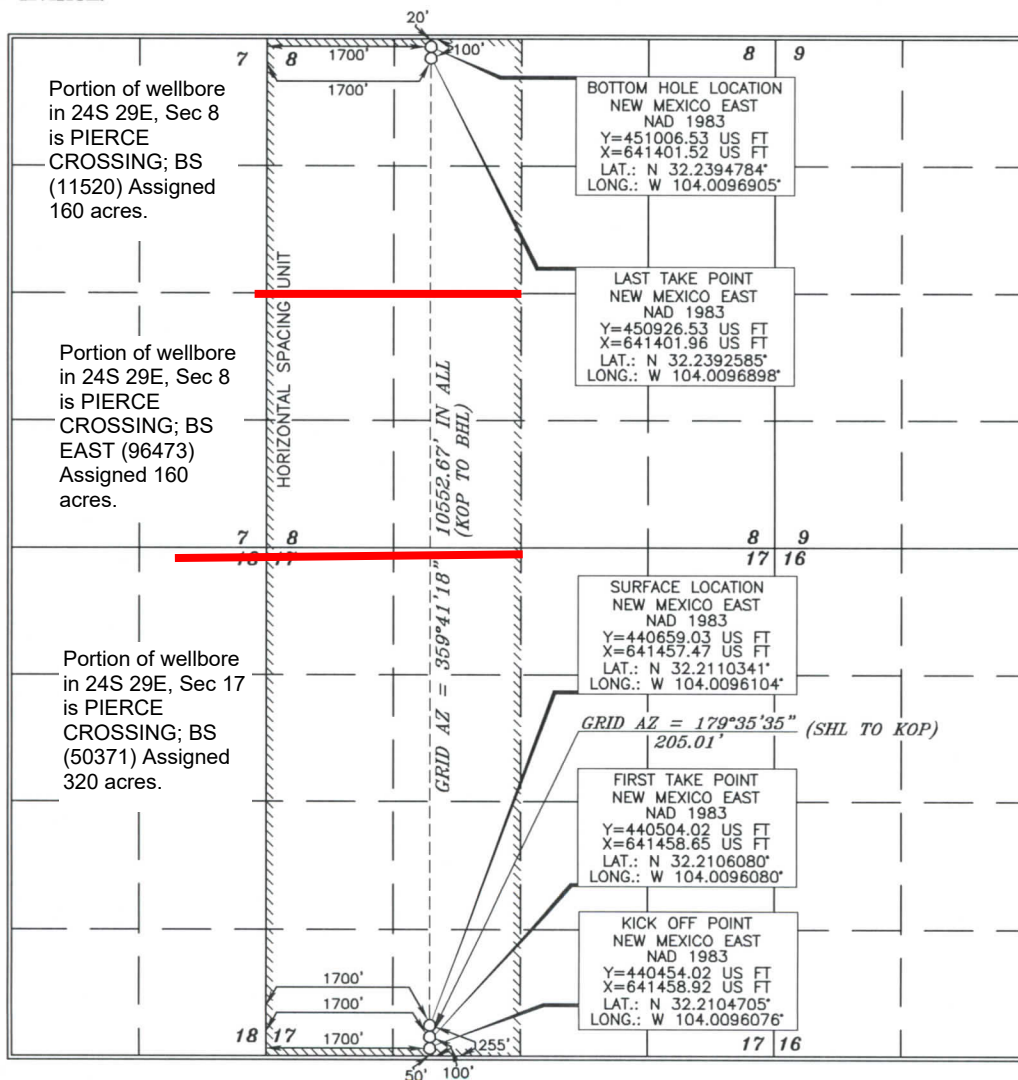 20'
1700'
100'
7 8
8 9
1700'
Portion of wellbore
in 24S 29E, Sec 8
is PIERCE
CROSSING; BS
(11520) Assigned
160 acres.
BOTTOM HOLE LOCATION
NEW MEXICO EAST
NAD 1983
Y=451006.53 US FT
X=641401.52 US FT
LAT.: N 32.2394784°
LONG.: W 104.0096905°
LAST TAKE POINT
NEW MEXICO EAST
NAD 1983
Y=450926.53 US FT
X=641401.96 US FT
LAT.: N 32.2392585°
LONG.: W 104.0096898°
HORIZONTAL SPACING UNIT
Portion of wellbore
in 24S 29E, Sec 8
is PIERCE
CROSSING; BS
EAST (96473)
Assigned 160
acres.
10552.67' IN ALL
(KOP TO BHL)
GRID AZ = 359°41'18"
7 8
18 17
8 9
17 16
Portion of wellbore
in 24S 29E, Sec 17
is PIERCE
CROSSING; BS
(50371) Assigned
320 acres.
SURFACE LOCATION
NEW MEXICO EAST
NAD 1983
Y=440659.03 US FT
X=641457.47 US FT
LAT.: N 32.2110341°
LONG.: W 104.0096104°
GRID AZ = 179°35'35" (SHL TO KOP)
205.01'
FIRST TAKE POINT
NEW MEXICO EAST
NAD 1983
Y=440504.02 US FT
X=641458.65 US FT
LAT.: N 32.2106080°
LONG.: W 104.0096080°
KICK OFF POINT
NEW MEXICO EAST
NAD 1983
Y=440454.02 US FT
X=641458.92 US FT
LAT.: N 32.2104705°
LONG.: W 104.0096076°
1700'
1700'
1700'
18 17
255'
17 16
50'
100'